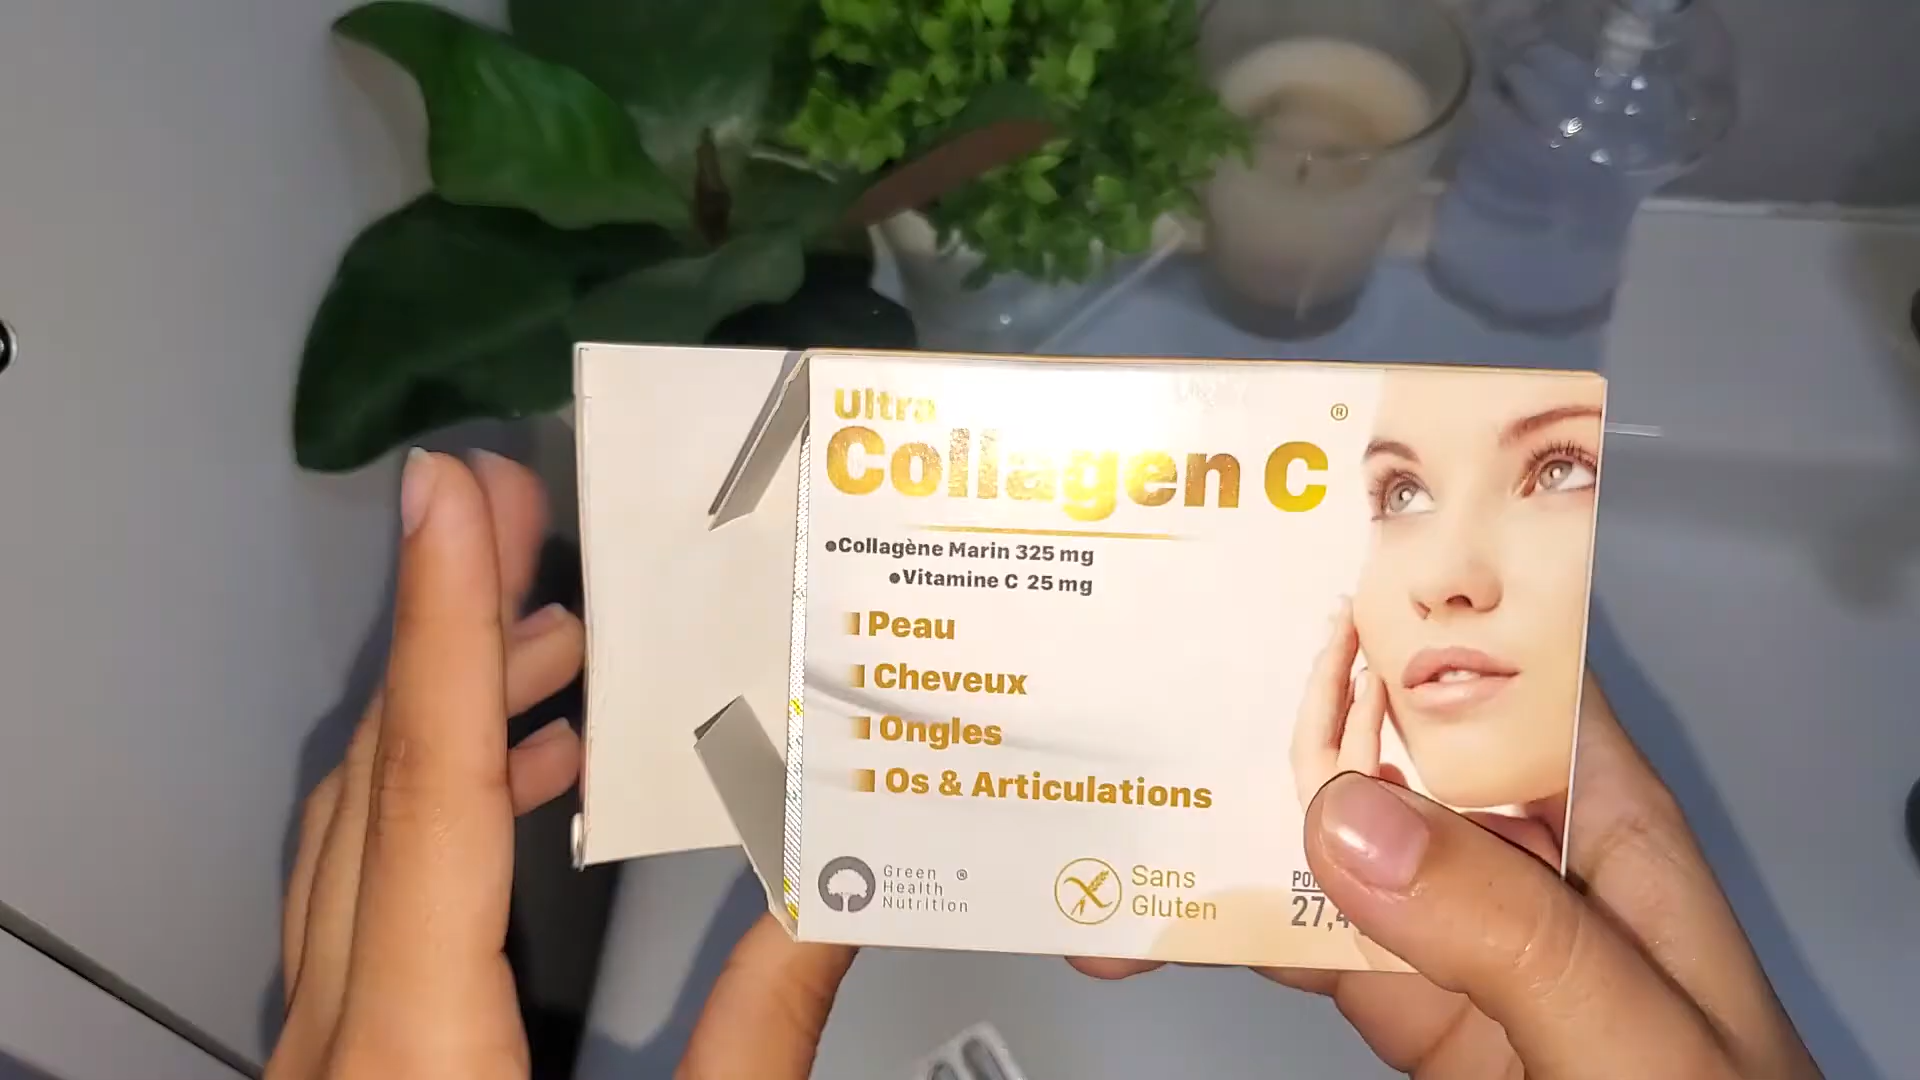 Ultra
Collagen C ®
●Collagène Marin 325 mg
●Vitamine C 25 mg
Peau
Cheveux
Ongles
Os & Articulations
Green ®
Health
Nutrition
Sans
Gluten